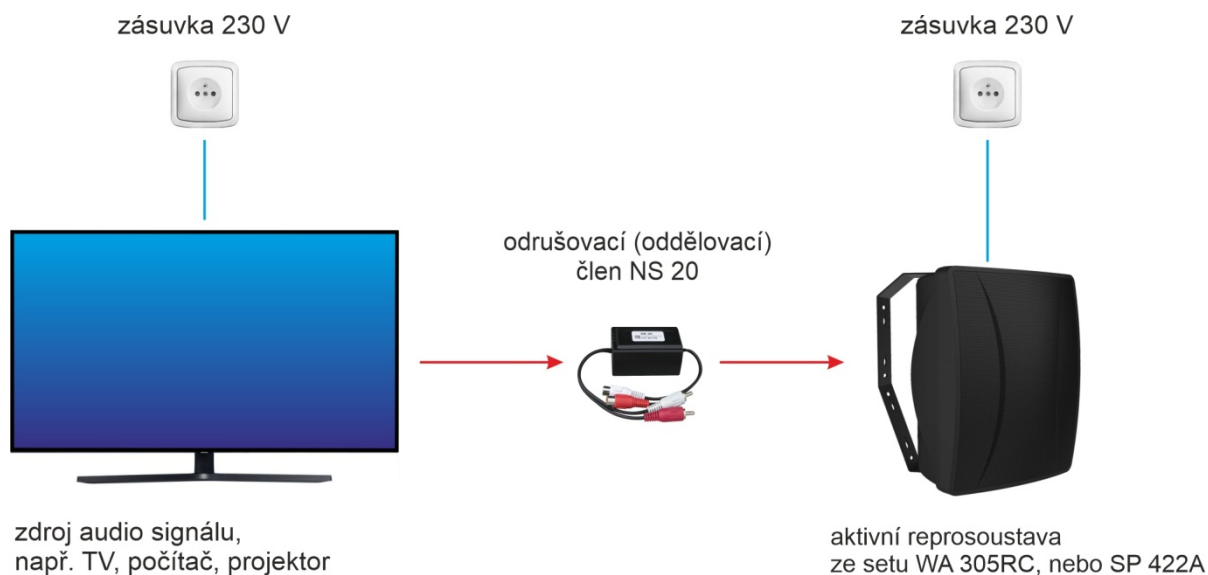 zásuvka 230 V
zásuvka 230 V
odrušovací (oddělovací)
člen NS 20
zdroj audio signálu,
např. TV, počítač, projektor
aktivní reprosoustava
ze setu WA 305RC, nebo SP 422A